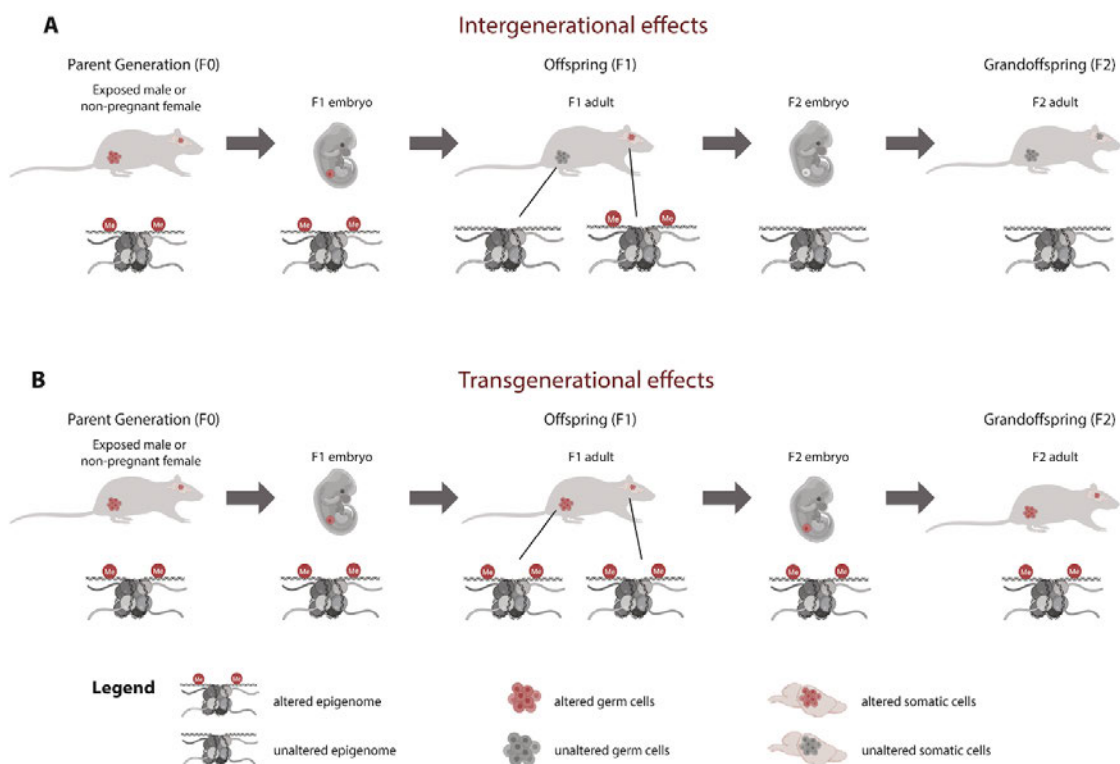 A
Intergenerational effects
Parent Generation (F0)
Offspring (F1)
Grandoffspring (F2)
Exposed male or
non-pregnant female
F1 embryo
F1 adult
F2 embryo
F2 adult
Me Me
Me Me
Me Me
B
Transgenerational effects
Parent Generation (F0)
Offspring (F1)
Grandoffspring (F2)
Exposed male or
non-pregnant female
F1 embryo
F1 adult
F2 embryo
F2 adult
Me Me
Me Me
Me Me
Me Me
Me Me
Me Me
Legend
Me Me
altered epigenome
altered germ cells
altered somatic cells
unaltered epigenome
unaltered germ cells
unaltered somatic cells